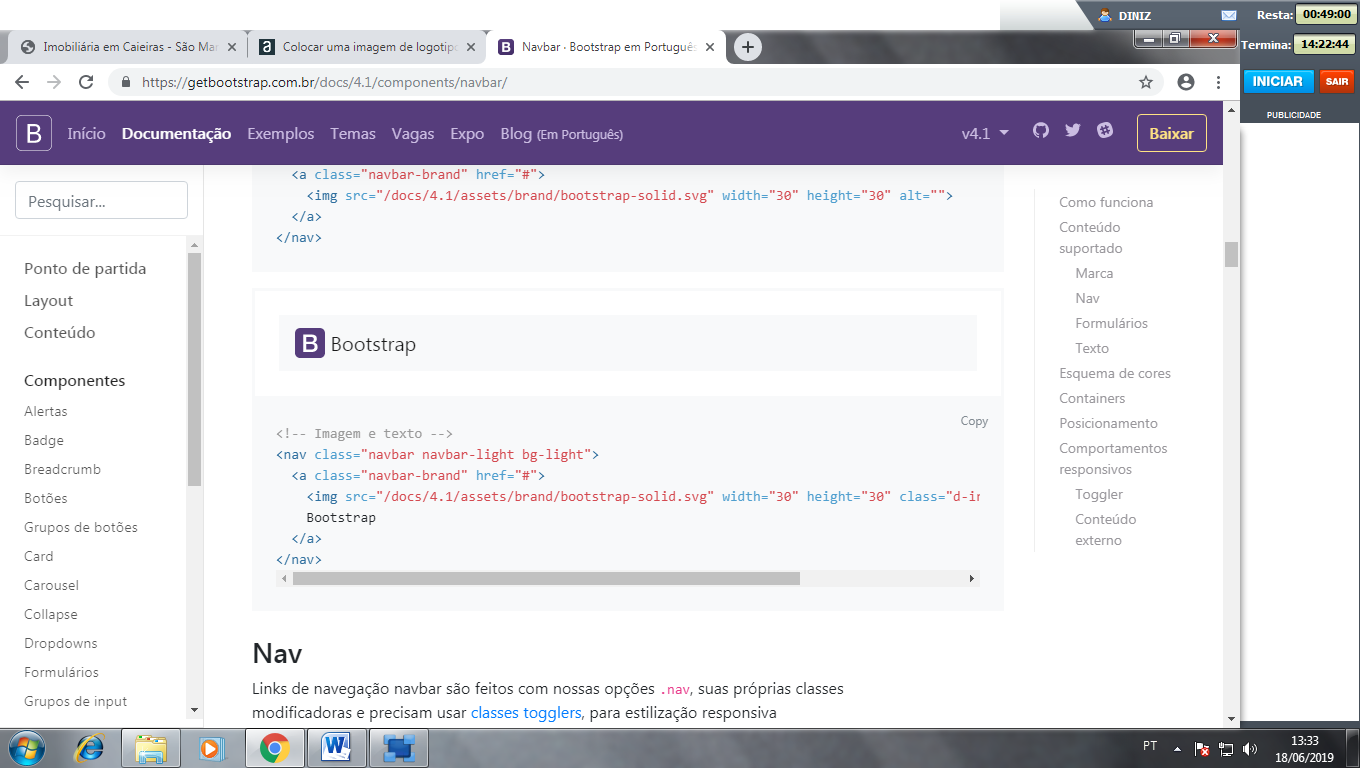 DINIZ
Resta: 00:49:00
Imobiliária em Caieiras - São Mar
Colocar uma imagem de logotipo
Navbar · Bootstrap em Português
Termina: 14:22:44
https://getbootstrap.com.br/docs/4.1/components/navbar/
INICIAR
SAIR
PUBLICIDADE
B
Início
Documentação
Exemplos
Temas
Vagas
Expo
Blog (Em Português)
v4.1
Baixar
Pesquisar...
Ponto de partida
Layout
Conteúdo
Componentes
Alertas
Badge
Breadcrumb
Botões
Grupos de botões
Card
Carousel
Collapse
Dropdowns
Formulários
Grupos de input
<a class="navbar-brand" href="#">
<img src="/docs/4.1/assets/brand/bootstrap-solid.svg" width="30" height="30" alt="">
</a>
</nav>
B Bootstrap
Copy
<!-- Imagem e texto -->
<nav class="navbar navbar-light bg-light">
<a class="navbar-brand" href="#">
<img src="/docs/4.1/assets/brand/bootstrap-solid.svg" width="30" height="30" class="d-in
Bootstrap
</a>
</nav>
Nav
Links de navegação navbar são feitos com nossas opções .nav, suas próprias classes
modificadoras e precisam usar classes togglers, para estilização responsiva
Como funciona
Conteúdo
suportado
Marca
Nav
Formulários
Texto
Esquema de cores
Containers
Posicionamento
Comportamentos
responsivos
Toggler
Conteúdo
externo
PT
13:33
18/06/2019